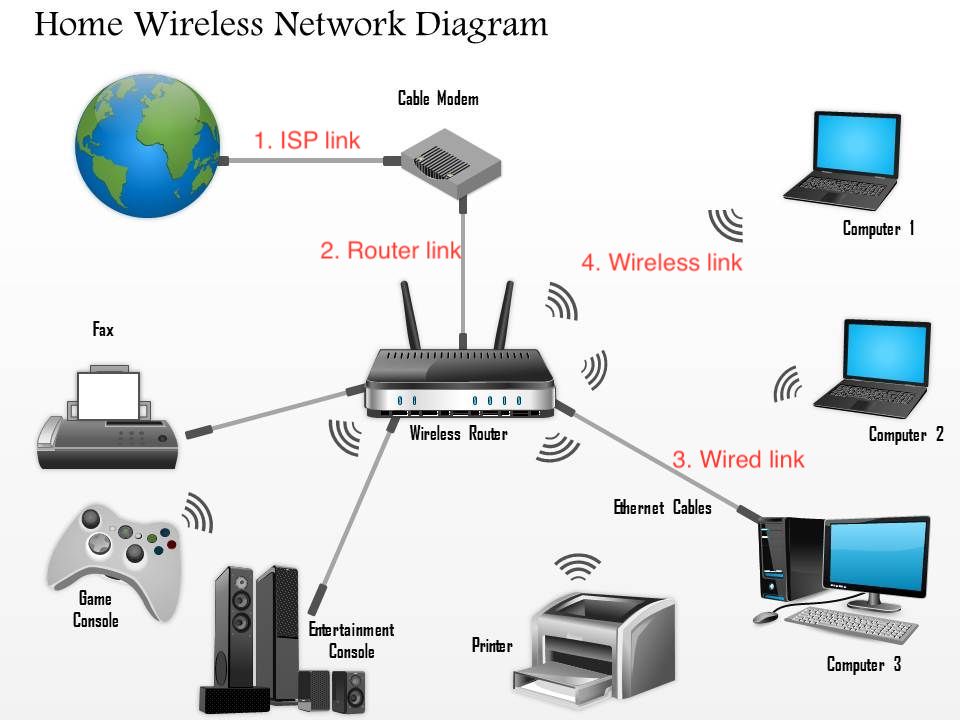 Home Wireless Network Diagram
Cable Modem
1. ISP link
Computer 1
2. Router link
4. Wireless link
Fax
Wireless Router
Computer 2
3. Wired link
Ethernet Cables
Game
Console
Entertainment
Console
Printer
Computer 3